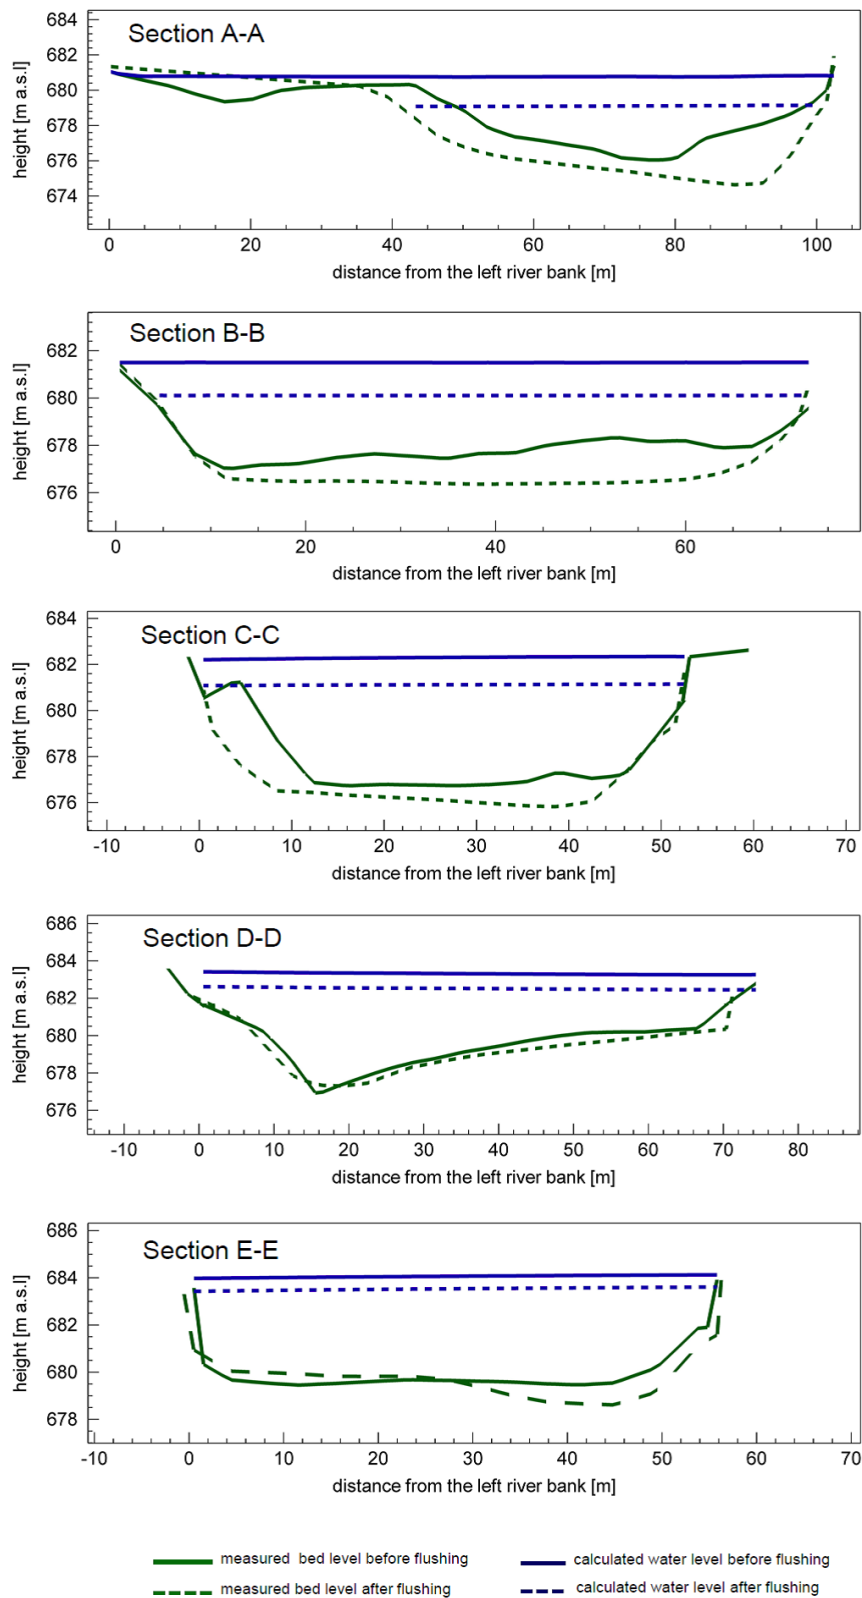 Section A-A
684
682
680
678
676
674
height [m a.s.l]
0 20 40 60 80 100
distance from the left river bank [m]
Section B-B
682
680
678
676
height [m a.s.l]
0 20 40 60
distance from the left river bank [m]
Section C-C
684
682
680
678
676
height [m a.s.l]
-10 0 10 20 30 40 50 60 70
distance from the left river bank [m]
Section D-D
686
684
682
680
678
676
height [m a.s.l]
-10 0 10 20 30 40 50 60 70 80
distance from the left river bank [m]
Section E-E
686
684
682
680
678
height [m a.s.l]
-10 0 10 20 30 40 50 60 70
distance from the left river bank [m]
measured bed level before flushing calculated water level before flushing
measured bed level after flushing calculated water level after flushing